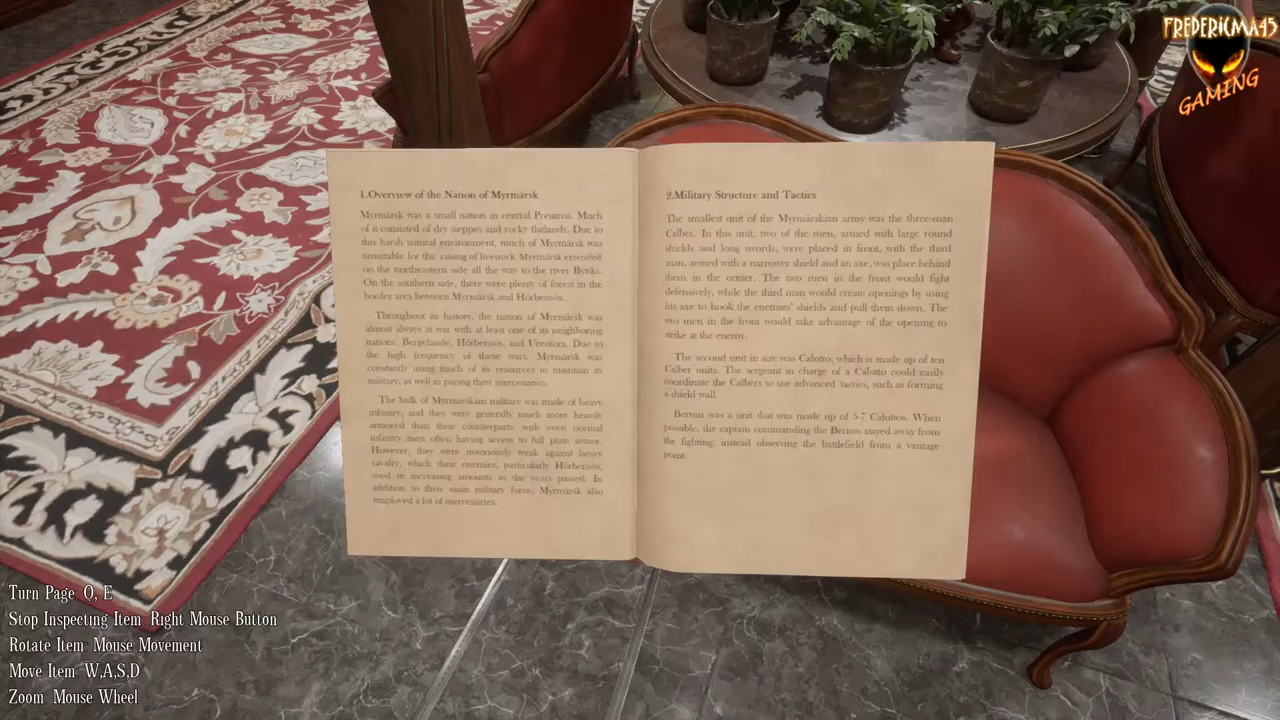 FREDERICMA45
GAMING
1.Overview of the Nation of Myrmärsk
Myrmärsk was a small nation in central Preutroa. Much
of it consisted of dry steppes and rocky flatlands. Due to
this harsh natural environment, much of Myrmärsk was
unsuitable for the raising of livestock. Myrmärsk extended
on the northeastern side all the way to the river Bynks.
On the southern side, there were plenty of forest in the
border area between Myrmärsk and Hörbensös.
Throughout its history, the nation of Myrmärsk was
almost always at war with at least one of its neighboring
nations, Bergelande, Hörbensos, and Ureotora. Due to
the high frequency of these wars, Myrmärsk was
constantly using much of its resources to maintain its
military, as well as paying their mercenaries.
The bulk of Myrmärskian military was made of heavy
infantry, and they were generally much more heavily
armored than their counterparts, with even normal
infantry men often having access to full plate armor.
However, they were notoriously weak against heavy
cavalry, which their enemies, particularly Hörbensos,
used in increasing amounts as the years passed. In
addition to their main military force, Myrmärsk also
employed a lot of mercenaries.
2.Military Structure and Tactics
The smallest unit of the Myrmärskian army was the three-man
Calber. In this unit, two of the men, armed with large round
shields and long swords, were placed in front, with the third
man, armed with a narrower shield and an axe, was place behind
them in the center. The two men in the front would fight
defensively, while the third man would create openings by using
his axe to hook the enemies' shields and pull them down. The
two men in the front would take advantage of the opening to
strike at the enemy.
The second unit in size was Calotto, which is made up of ten
Calber units. The sergeant in charge of a Calotto could easily
coordinate the Calbers to use advanced tactics, such as forming
a shield wall.
Bernus was a unit that was made up of 5-7 Calottos. When
possible, the captain commanding the Bernus stayed away from
the fighting, instead observing the battlefield from a vantage
point.
Turn Page Q, E
Stop Inspecting Item Right Mouse Button
Rotate Item Mouse Movement
Move Item W,A,S,D
Zoom Mouse Wheel